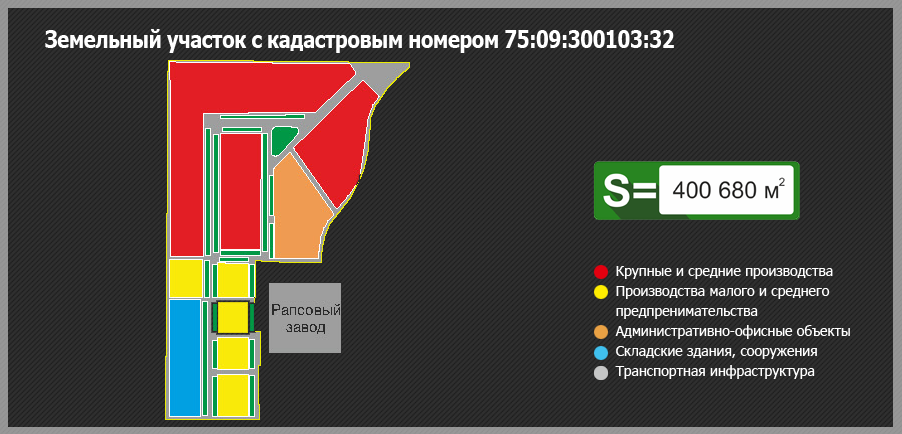 Земельный участок с кадастровым номером 75:09:300103:32
S= 400 680 м²
Крупные и средние производства
Производства малого и среднего
предпренимательства
Рапсовый
завод
Административно-офисные объекты
Складские здания, сооружения
Транспортная инфраструктура